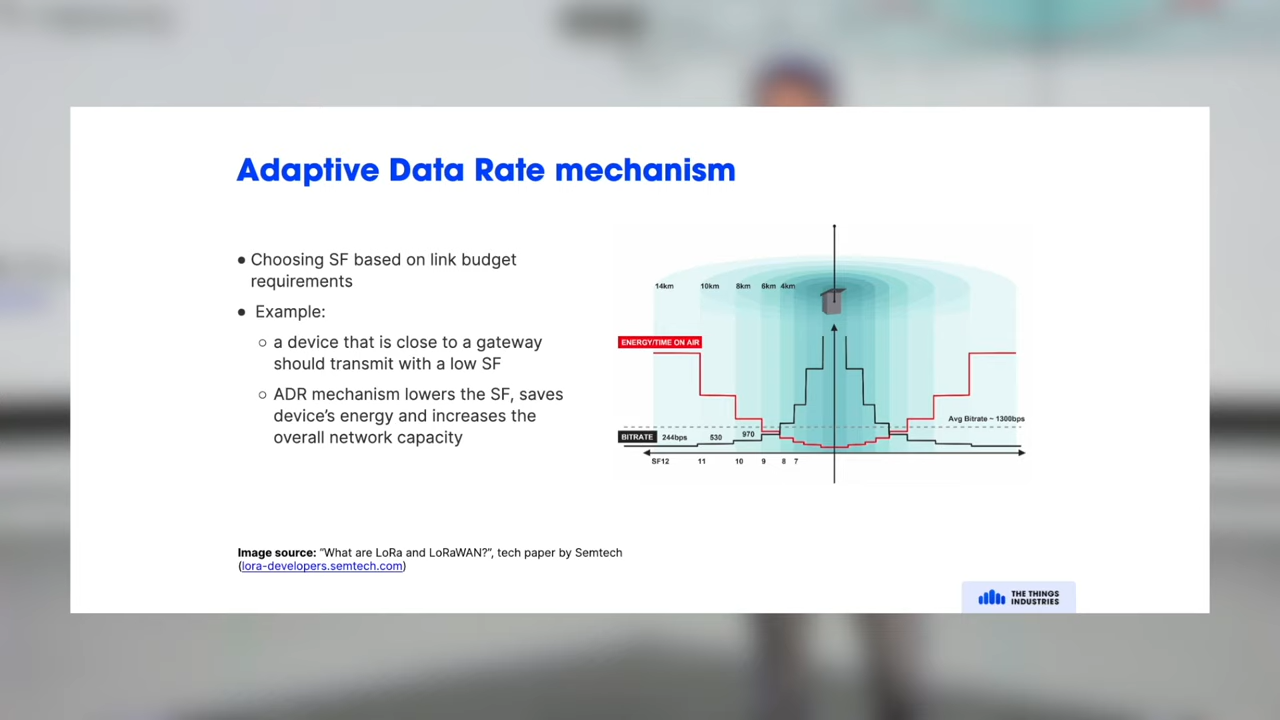 Adaptive Data Rate mechanism
● Choosing SF based on link budget
requirements
● Example:
○ a device that is close to a gateway
should transmit with a low SF
○ ADR mechanism lowers the SF, saves
device's energy and increases the
overall network capacity
14km 10km 8km 6km 4km
ENERGY/TIME ON AIR
Avg Bitrate ~ 1300bps
BITRATE 244bps 530 970
SF12 11 10 9 8 7
Image source: "What are LoRa and LoRaWAN?", tech paper by Semtech
(lora-developers.semtech.com)
THE THINGS
INDUSTRIES